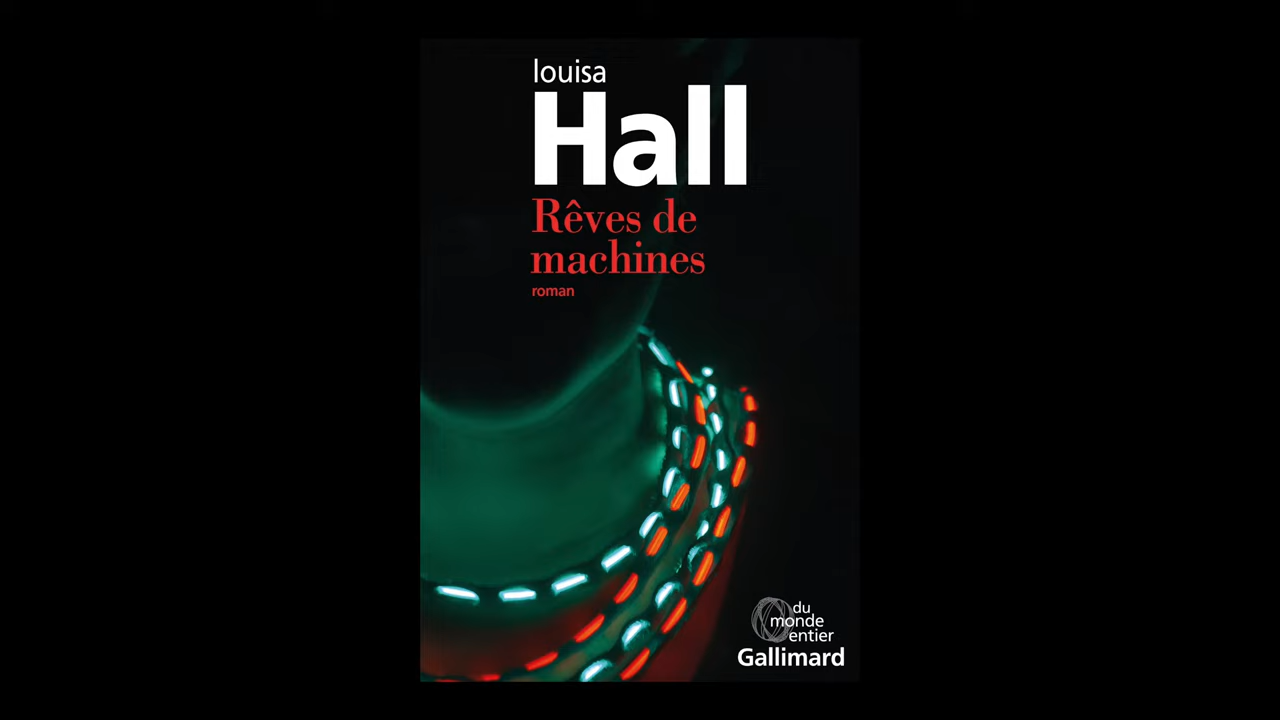 louisa
Hall
Rêves de
machines
roman
du
monde
entier
Gallimard